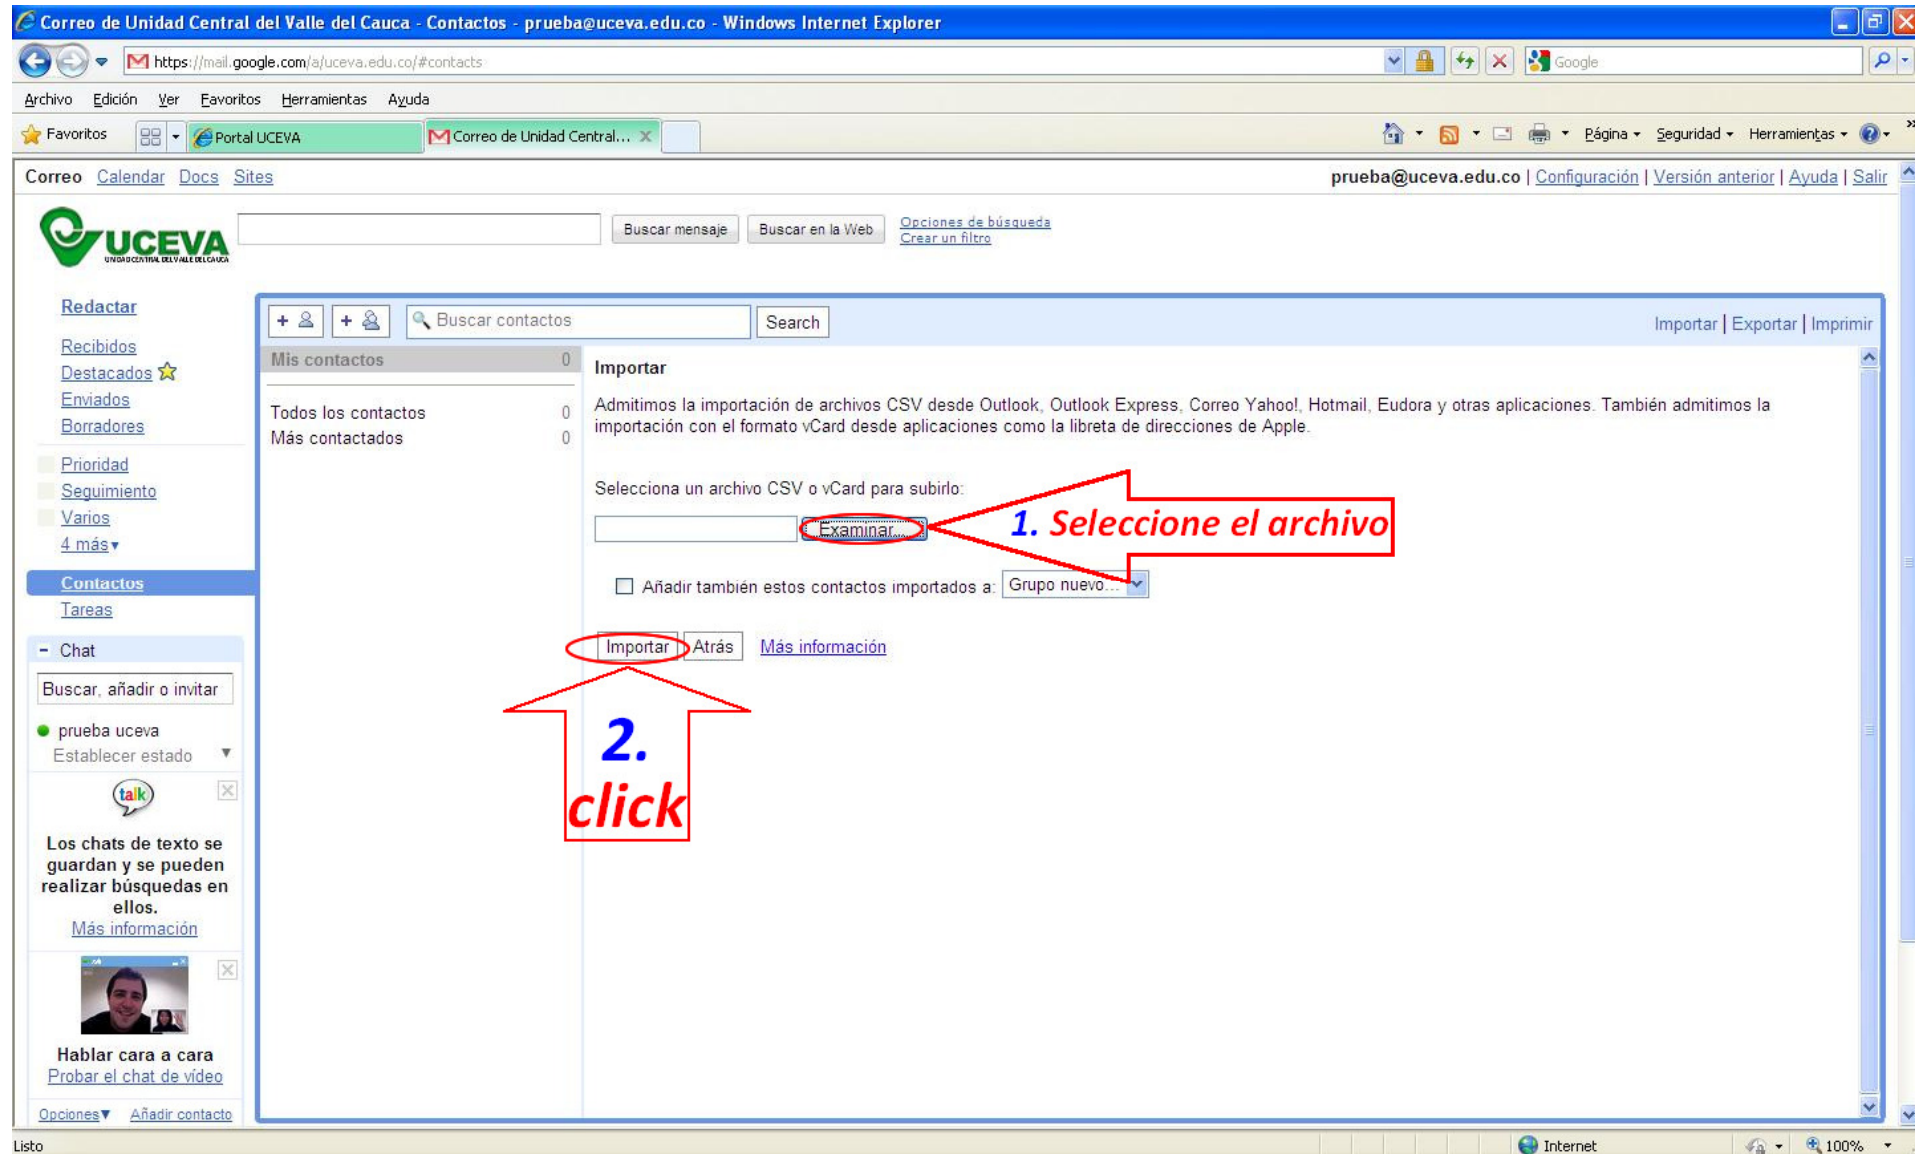 Correo de Unidad Central del Valle del Cauca - Contactos - prueba@uceva.edu.co - Windows Internet Explorer
https://mail.google.com/a/uceva.edu.co/#contacts
Google
Archivo Edición Ver Favoritos Herramientas Ayuda
Favoritos Portal UCEVA Correo de Unidad Central... Página Seguridad Herramientas
Correo Calendar Docs Sites prueba@uceva.edu.co | Configuración | Versión anterior | Ayuda | Salir
UCEVA
UNIDAD CENTRAL DEL VALLE DEL CAUCA
Buscar mensaje Buscar en la Web Opciones de búsqueda
Crear un filtro
Redactar
Recibidos
Destacados
Enviados
Borradores
Prioridad
Seguimiento
Varios
4 más
Contactos
Tareas
Chat
Buscar, añadir o invitar
prueba uceva
Establecer estado
talk
Los chats de texto se
guardan y se pueden
realizar búsquedas en
ellos.
Más información
Hablar cara a cara
Probar el chat de vídeo
Opciones Añadir contacto
+ + Buscar contactos Search Importar | Exportar | Imprimir
Mis contactos 0
Todos los contactos 0
Más contactados 0
Importar
Admitimos la importación de archivos CSV desde Outlook, Outlook Express, Correo Yahoo!, Hotmail, Eudora y otras aplicaciones. También admitimos la
importación con el formato vCard desde aplicaciones como la libreta de direcciones de Apple.
Selecciona un archivo CSV o vCard para subirlo:
Examinar...
1. Seleccione el archivo
Añadir también estos contactos importados a: Grupo nuevo...
Importar Atrás Más información
2.
click
Listo Internet 100%